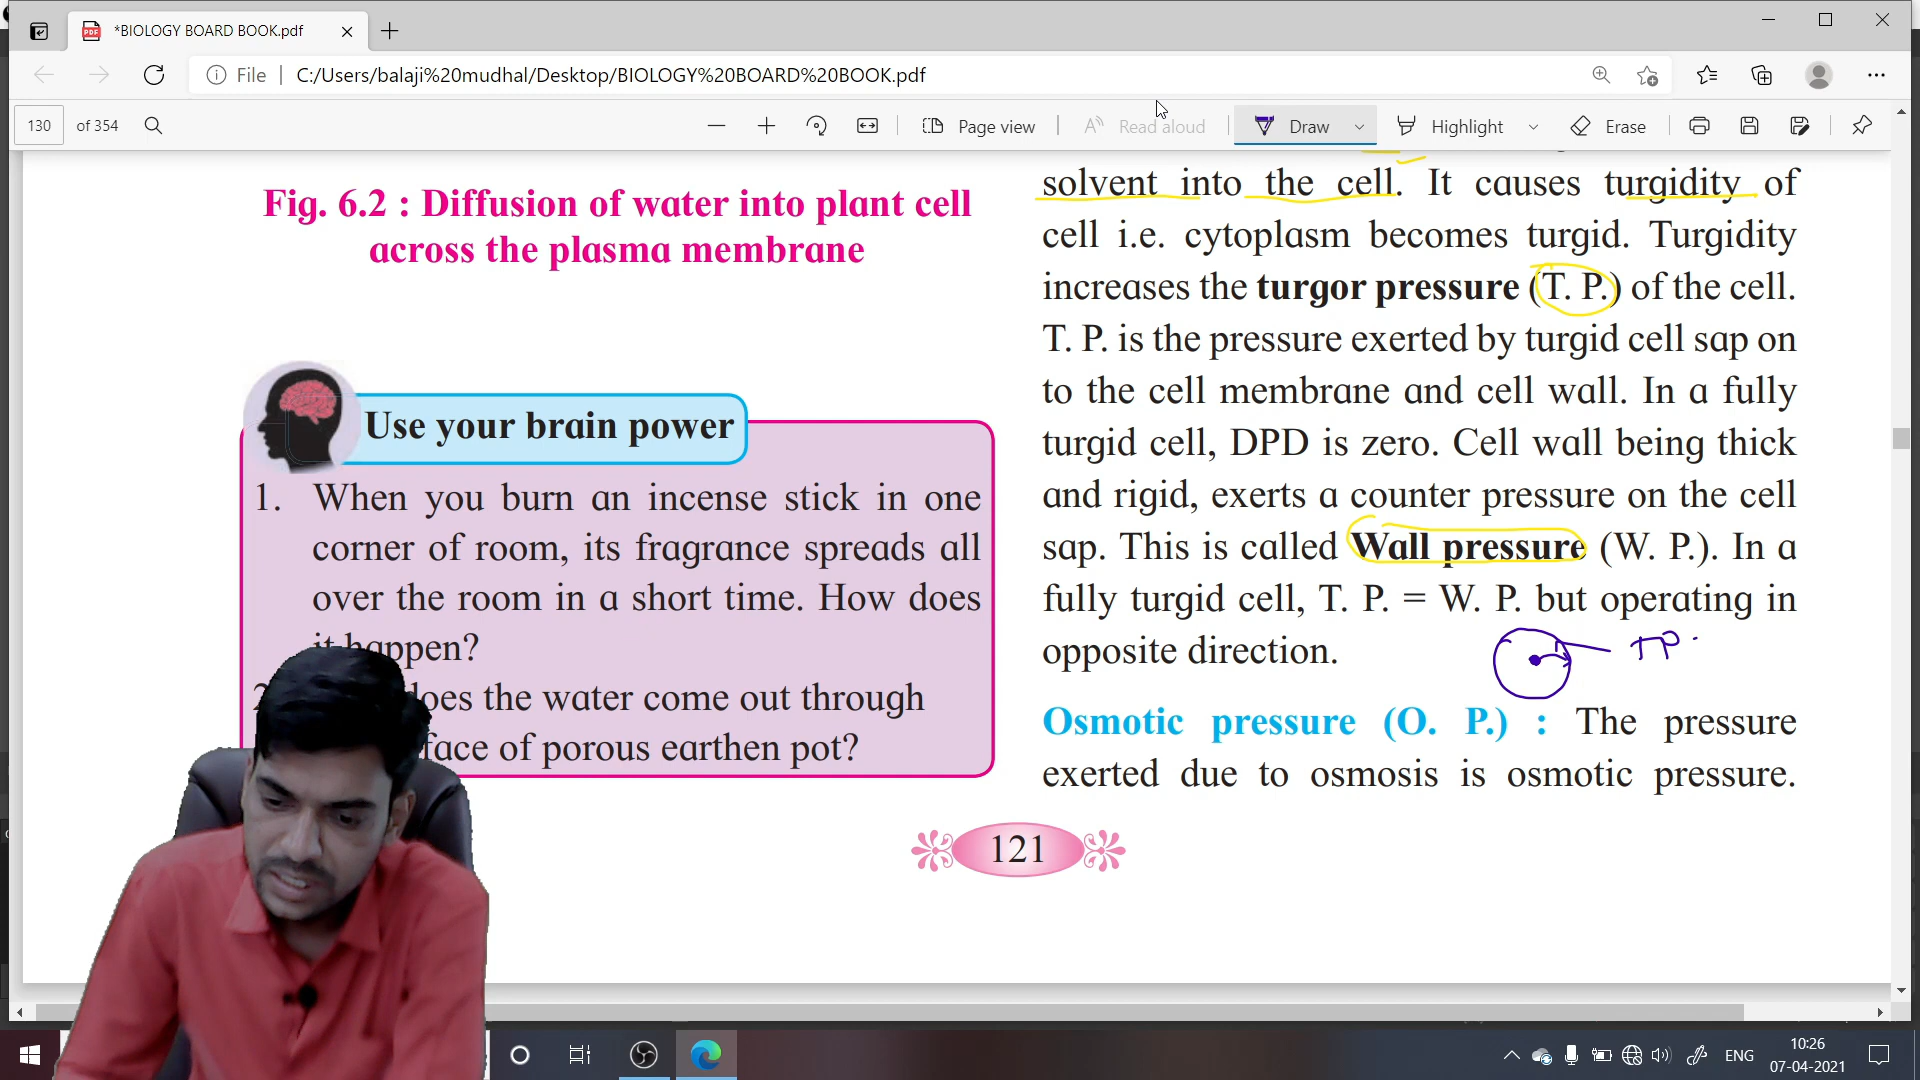 *BIOLOGY BOARD BOOK.pdf
File | C:/Users/balaji%20mudhal/Desktop/BIOLOGY%20BOARD%20BOOK.pdf
130 of 354
Page view
Read aloud
Draw
Highlight
Erase
Fig. 6.2 : Diffusion of water into plant cell
across the plasma membrane
Use your brain power
1. When you burn an incense stick in one
corner of room, its fragrance spreads all
over the room in a short time. How does
it happen?
does the water come out through
face of porous earthen pot?
solvent into the cell. It causes turgidity of
cell i.e. cytoplasm becomes turgid. Turgidity
increases the turgor pressure (T. P.) of the cell.
T. P. is the pressure exerted by turgid cell sap on
to the cell membrane and cell wall. In a fully
turgid cell, DPD is zero. Cell wall being thick
and rigid, exerts a counter pressure on the cell
sap. This is called Wall pressure (W. P.). In a
fully turgid cell, T. P. = W. P. but operating in
opposite direction.
TP
Osmotic pressure (O. P.) : The pressure
exerted due to osmosis is osmotic pressure.
121
ENG
10:26
07-04-2021